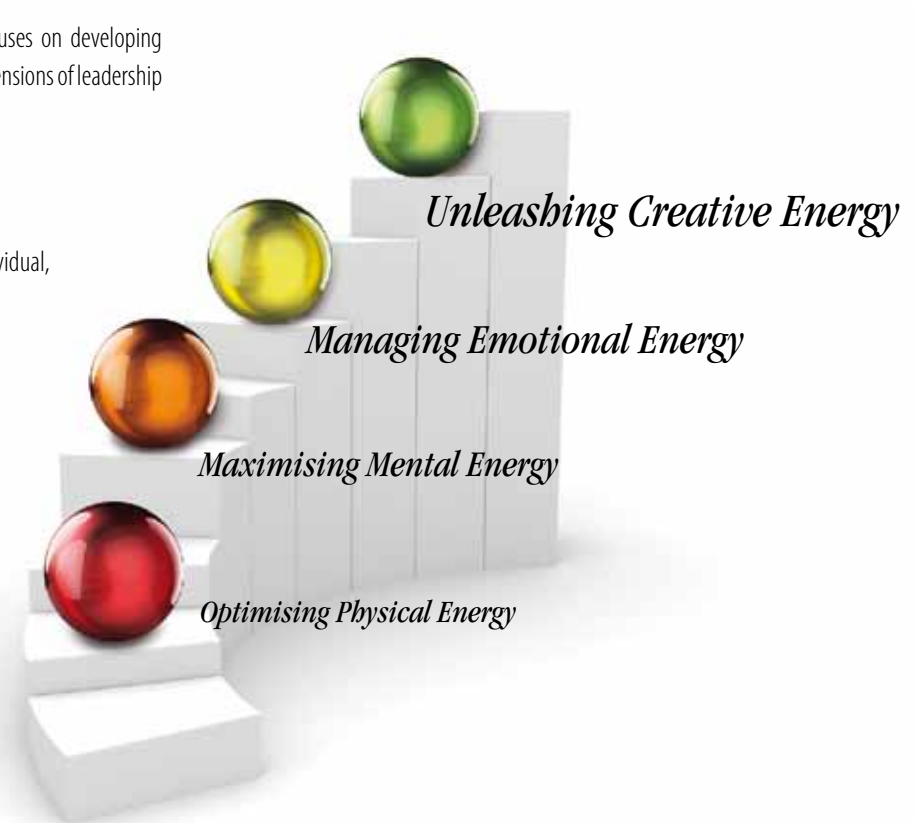 uses on developing
ensions of leadership
vidual,
Unleashing Creative Energy
Managing Emotional Energy
Maximising Mental Energy
Optimising Physical Energy